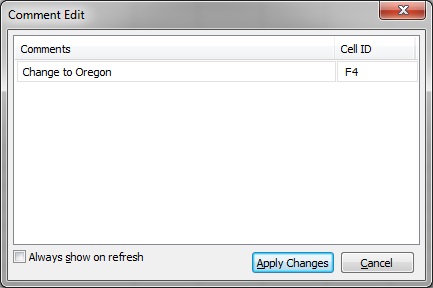 Comment Edit
Comments Cell ID
Change to Oregon F4
Always show on refresh Apply Changes Cancel